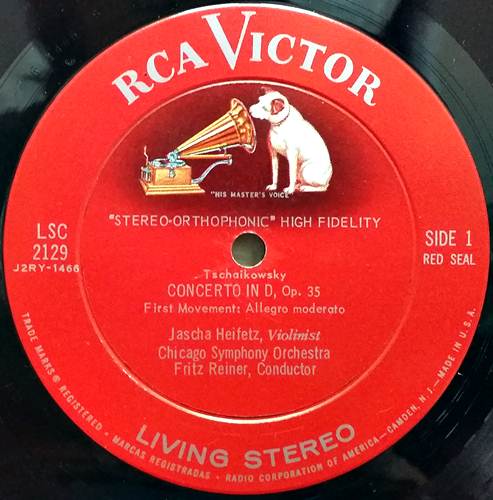 RCA VICTOR
"HIS MASTER'S VOICE"
"STEREO-ORTHOPHONIC" HIGH FIDELITY
LSC
2129
J2RY-1466
SIDE 1
RED SEAL
Tschaikowsky
CONCERTO IN D, Op. 35
First Movement: Allegro moderato
Jascha Heifetz, Violinist
Chicago Symphony Orchestra
Fritz Reiner, Conductor
LIVING STEREO
TRADE MARKS ® REGISTERED - MARCAS REGISTRADAS - RADIO CORPORATION OF AMERICA—CAMDEN, N.J.—MADE IN U.S.A.